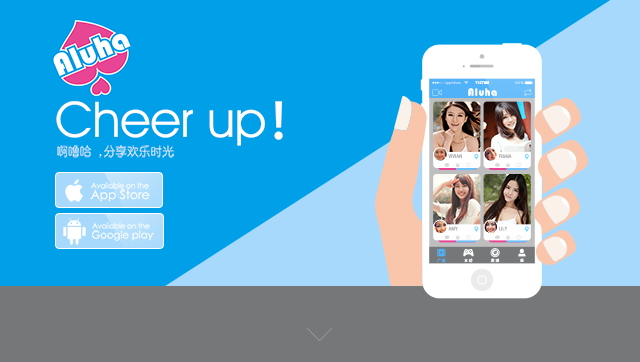 Aluha
Cheer up!
啊噜哈 ,分享欢乐时光
Available on the
App Store
Available on the
Google play
Aluha
VIVIAN
FIONA
AMY
LILY